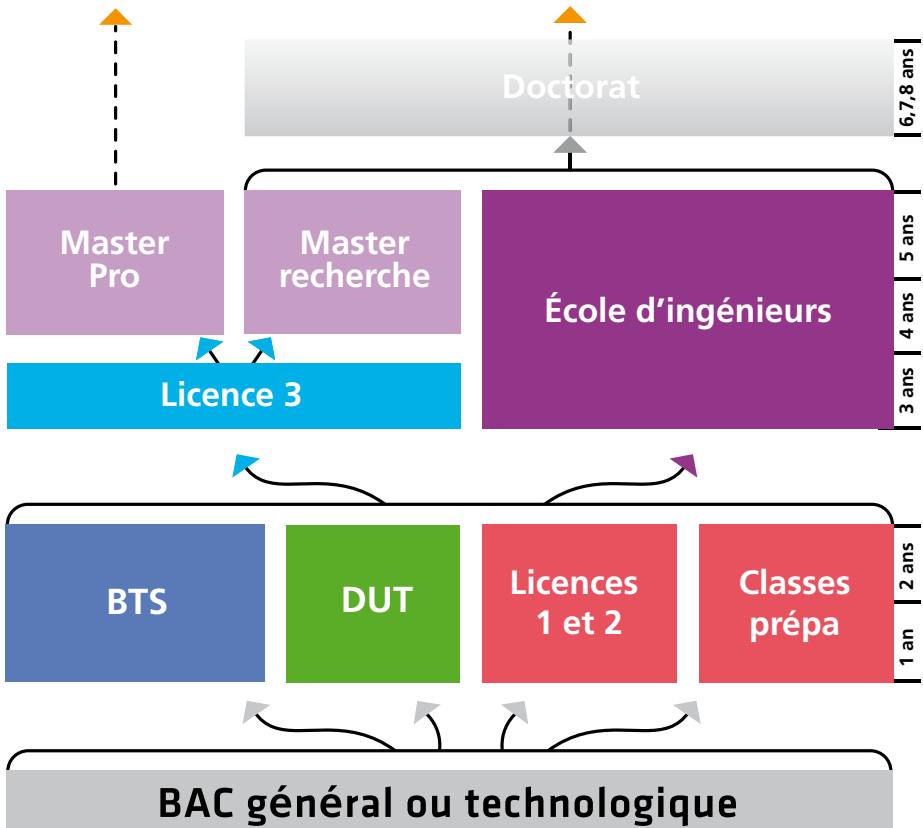 Doctorat
6,7,8 ans
Master
Pro
Master
recherche
École d'ingénieurs
5 ans
4 ans
3 ans
Licence 3
BTS
DUT
Licences
1 et 2
Classes
prépa
2 ans
1 an
BAC général ou technologique